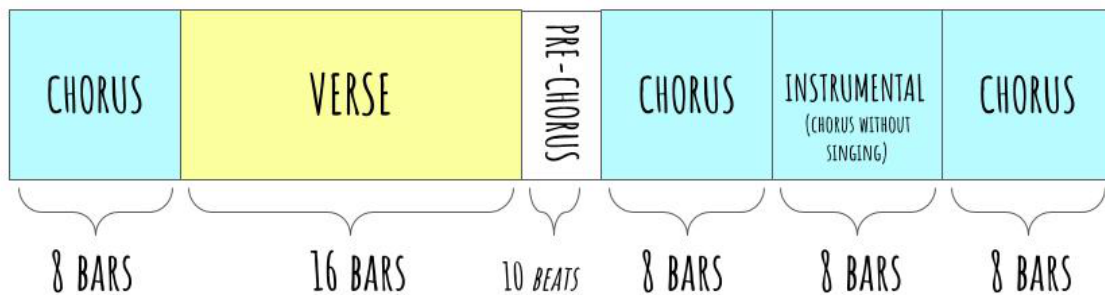 CHORUS
VERSE
PRE-CHORUS
CHORUS
INSTRUMENTAL
(CHORUS WITHOUT
SINGING)
CHORUS
8 BARS
16 BARS
10 BEATS
8 BARS
8 BARS
8 BARS